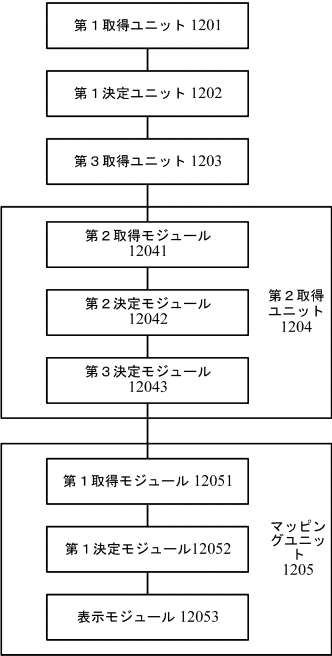 第１取得ユニット 1201
第１決定ユニット 1202
第３取得ユニット 1203
第２取得モジュール
12041
第２決定モジュール
12042
第３決定モジュール
12043
第２取得
ユニット
1204
第１取得モジュール 12051
第１決定モジュール12052
表示モジュール 12053
マッピン
グユニッ
ト
1205